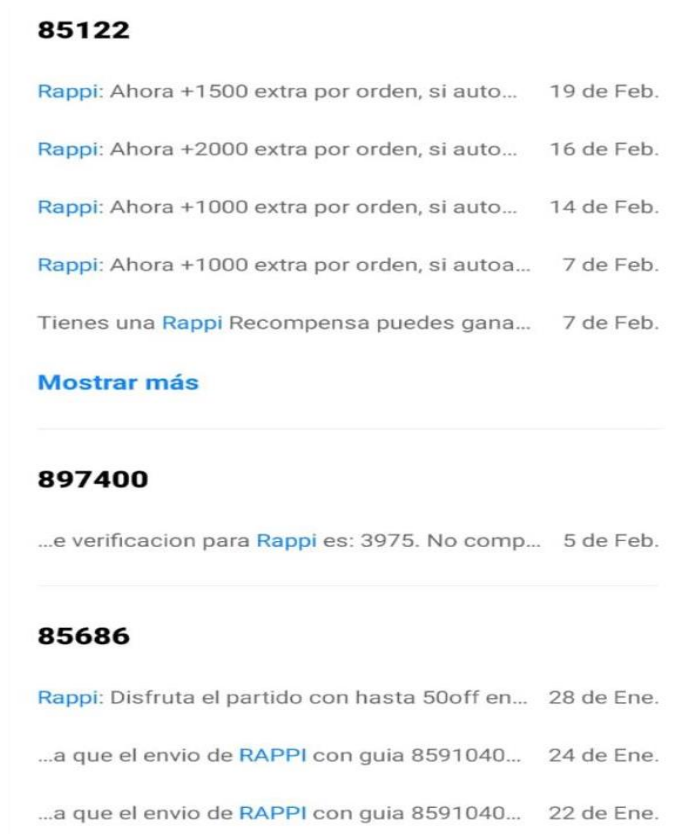 85122
Rappi: Ahora +1500 extra por orden, si auto... 19 de Feb.
Rappi: Ahora +2000 extra por orden, si auto... 16 de Feb.
Rappi: Ahora +1000 extra por orden, si auto... 14 de Feb.
Rappi: Ahora +1000 extra por orden, si autoa... 7 de Feb.
Tienes una Rappi Recompensa puedes gana... 7 de Feb.
Mostrar más
897400
...e verificacion para Rappi es: 3975. No comp... 5 de Feb.
85686
Rappi: Disfruta el partido con hasta 50off en... 28 de Ene.
...a que el envio de RAPPI con guia 8591040... 24 de Ene.
...a que el envio de RAPPI con guia 8591040... 22 de Ene.